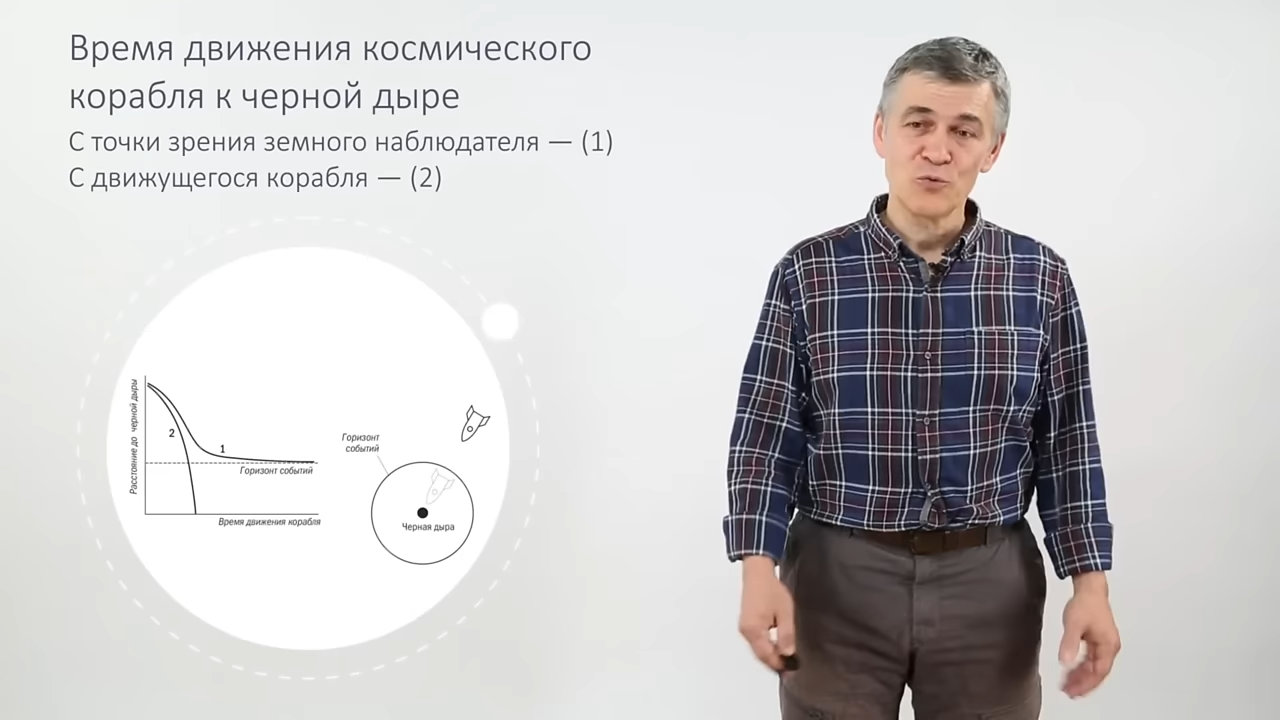 Время движения космического
корабля к черной дыре
С точки зрения земного наблюдателя — (1)
С движущегося корабля — (2)
Расстояние до черной дыры
2
1
Горизонт событий
Время движения корабля
Горизонт
событий
Черная дыра